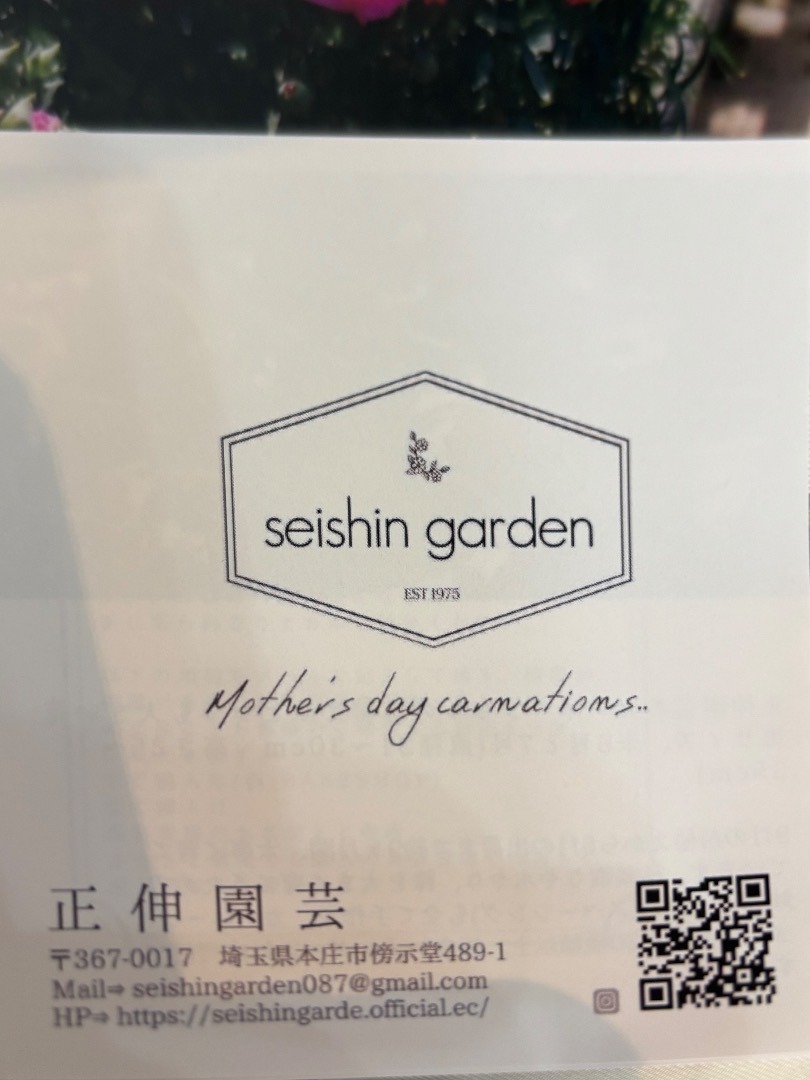 seishin garden
EST 1975
Mother's day carnations..
正伸園芸
〒367-0017 埼玉県本庄市傍示堂489-1
Mail⇒ seishingarden087@gmail.com
HP⇒ https://seishingarde.official.ec/